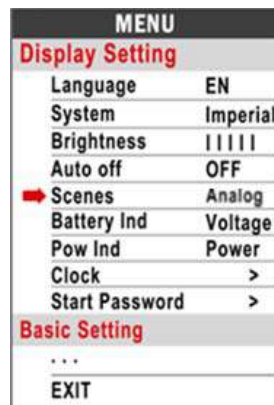 MENU
Display Setting
Language EN
System Imperial
Brightness I I I I I
Auto off OFF
Scenes Analog
Battery Ind Voltage
Pow Ind Power
Clock >
Start Password >
Basic Setting
...
EXIT